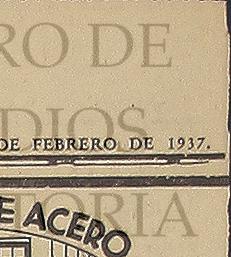 RO DE
DIOS
DE FEBRERO DE 1937.
TORIA
E ACERO